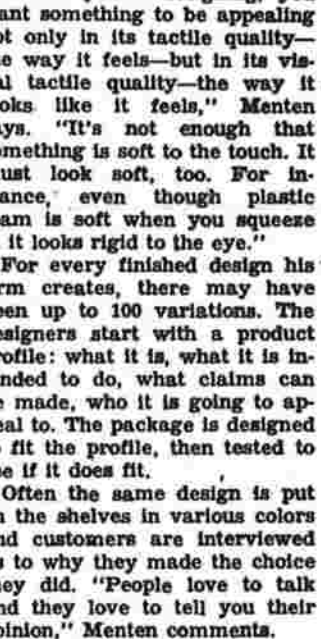 ant something to be appealing
ot only in its tactile quality—
e way it feels—but in its vis-
al tactile quality—the way it
oks like it feels," Menten
ays. "It's not enough that
omething is soft to the touch. It
ust look soft, too. For in-
ance, even though plastic
am is soft when you squeeze
it looks rigid to the eye."
For every finished design his
rm creates, there may have
een up to 100 variations. The
esigners start with a product
rofile: what it is, what it is in-
nded to do, what claims can
e made, who it is going to ap-
eal to. The package is designed
fit the profile, then tested to
e if it does fit.
Often the same design is put
n the shelves in various colors
nd customers are interviewed
s to why they made the choice
ey did. "People love to talk
nd they love to tell you their
pinion," Menten comments.